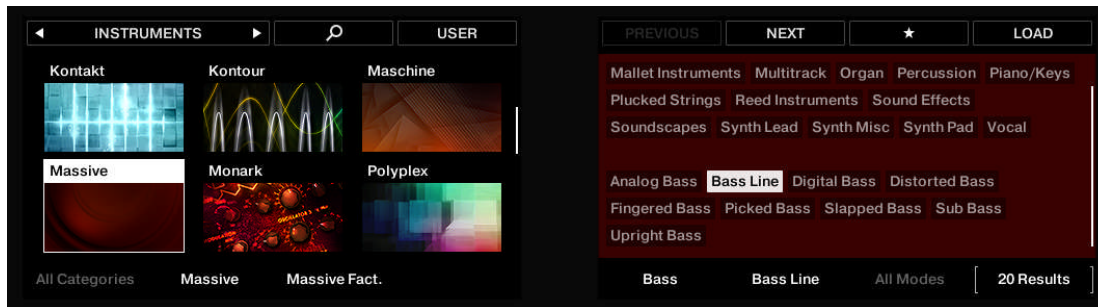 INSTRUMENTS USER
Kontakt Kontour Maschine
Massive Monark Polyplex
All Categories Massive Massive Fact.
PREVIOUS NEXT ★ LOAD
Mallet Instruments Multitrack Organ Percussion Piano/Keys
Plucked Strings Reed Instruments Sound Effects
Soundscapes Synth Lead Synth Misc Synth Pad Vocal
Analog Bass Bass Line Digital Bass Distorted Bass
Fingered Bass Picked Bass Slapped Bass Sub Bass
Upright Bass
Bass Bass Line All Modes 20 Results